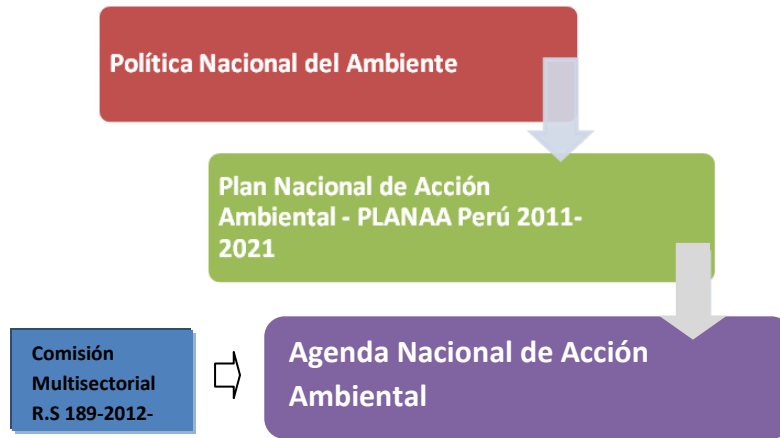 Política Nacional del Ambiente
Plan Nacional de Acción
Ambiental - PLANAA Perú 2011-
2021
Comisión
Multisectorial
R.S 189-2012-
Agenda Nacional de Acción
Ambiental